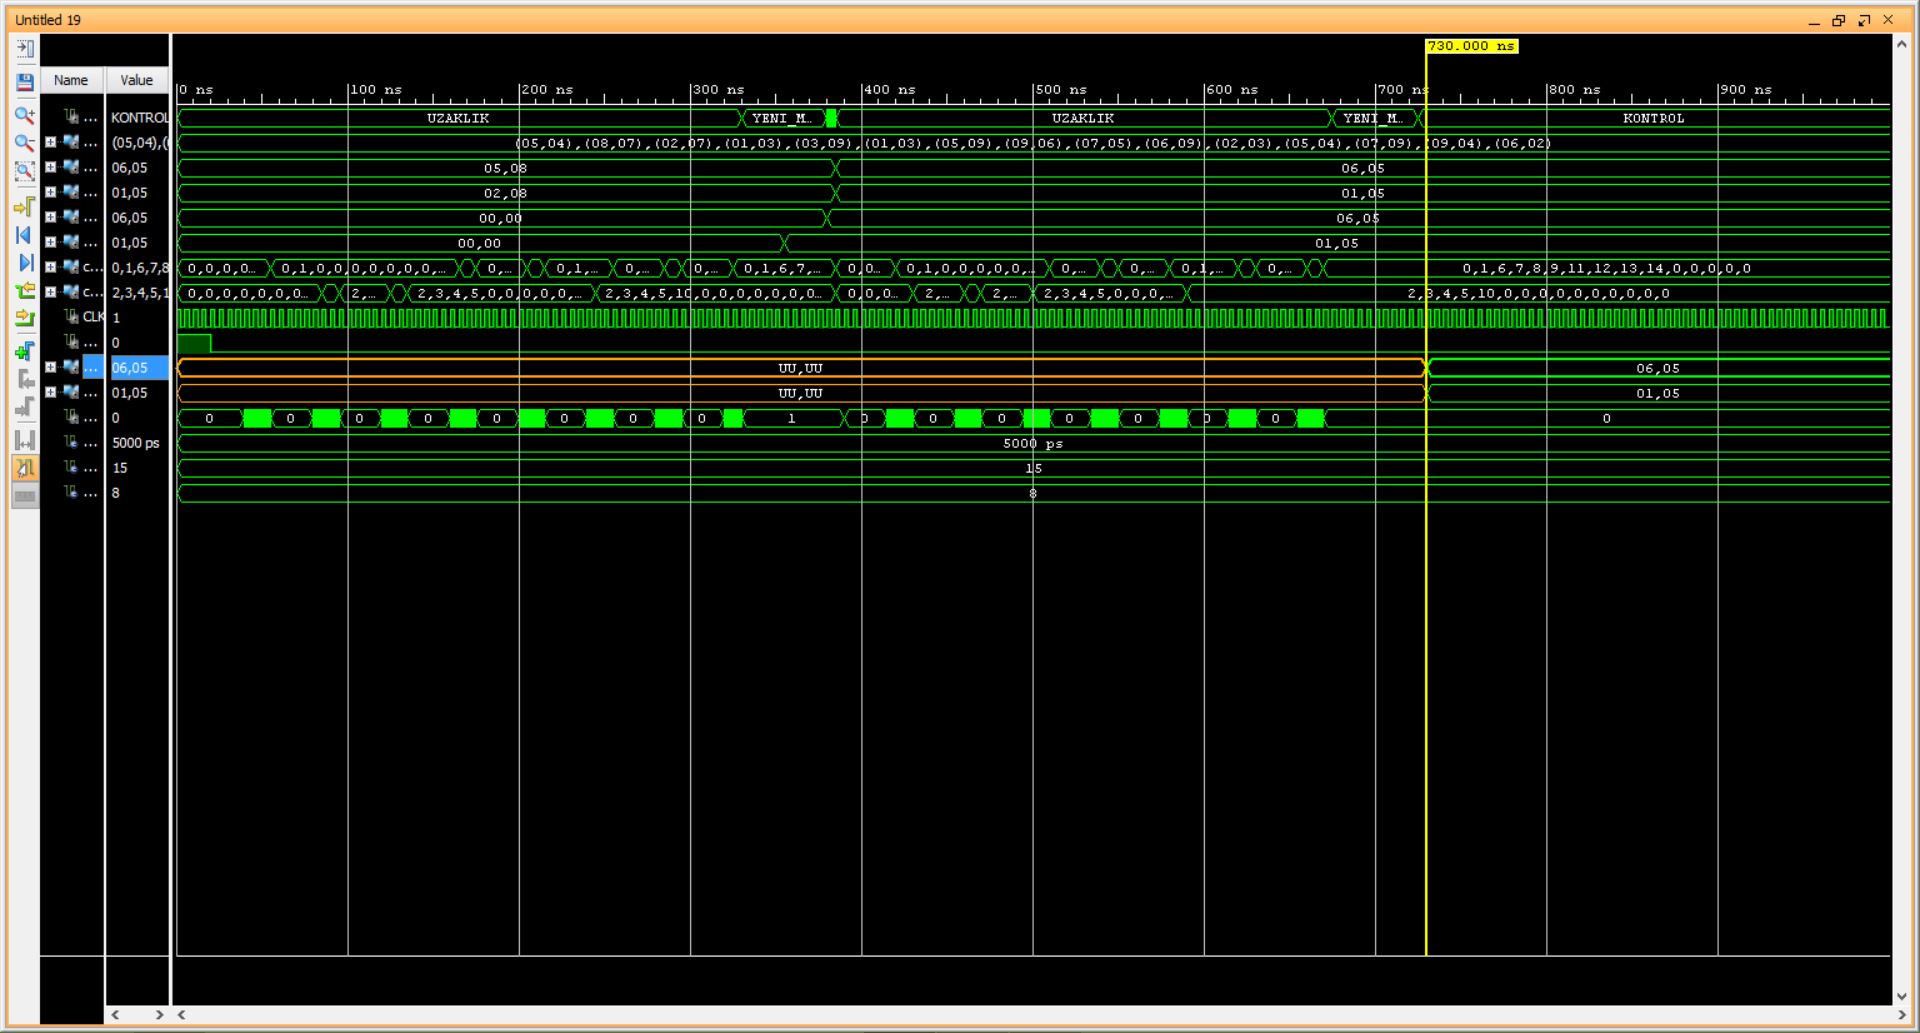 Untitled 19
730.000 ns
Name Value
0 ns 100 ns 200 ns 300 ns 400 ns 500 ns 600 ns 700 ns 800 ns 900 ns
... KONTROL UZAKLIK YENI_M… UZAKLIK YENI_M… KONTROL
... (05,04),( (05,04),(08,07),(02,07),(01,03),(03,09),(01,03),(05,09),(09,06),(07,05),(06,09),(02,03),(05,04),(07,09),(09,04),(06,02)
... 06,05 05,08 06,05
... 01,05 02,08 01,05
... 06,05 00,00 06,05
... 01,05 00,00 01,05
c... 0,1,6,7,8 0,0,0,0… 0,1,0,0,0,0,0,0,0,… 0,… 0,1,… 0,… 0,… 0,1,6,7,… 0,0… 0,1,0,0,0,0,0,… 0,… 0,… 0,1,… 0,… 0,1,6,7,8,9,11,12,13,14,0,0,0,0,0
c... 2,3,4,5,1 0,0,0,0,0,0,0… 2,… 2,3,4,5,0,0,0,0,0,0,… 2,3,4,5,10,0,0,0,0,0,0,0,0… 0,0,0… 2,… 2,… 2,3,4,5,0,0,0,… 2,3,4,5,10,0,0,0,0,0,0,0,0,0,0
CLK 1
... 0
... 06,05 UU,UU 06,05
... 01,05 UU,UU 01,05
... 0 0 0 0 0 0 0 0 0 1 0 0 0 0 0 0 0 0
... 5000 ps 5000 ps
... 15 15
... 8 8